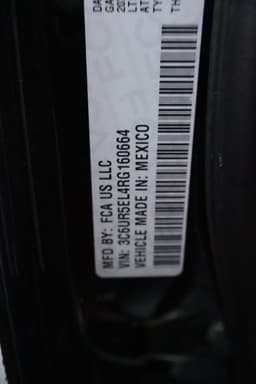 MFD BY: FCA US LLC
VIN: 3C6UR5EL4RG160664
VEHICLE MADE IN: MEXICO